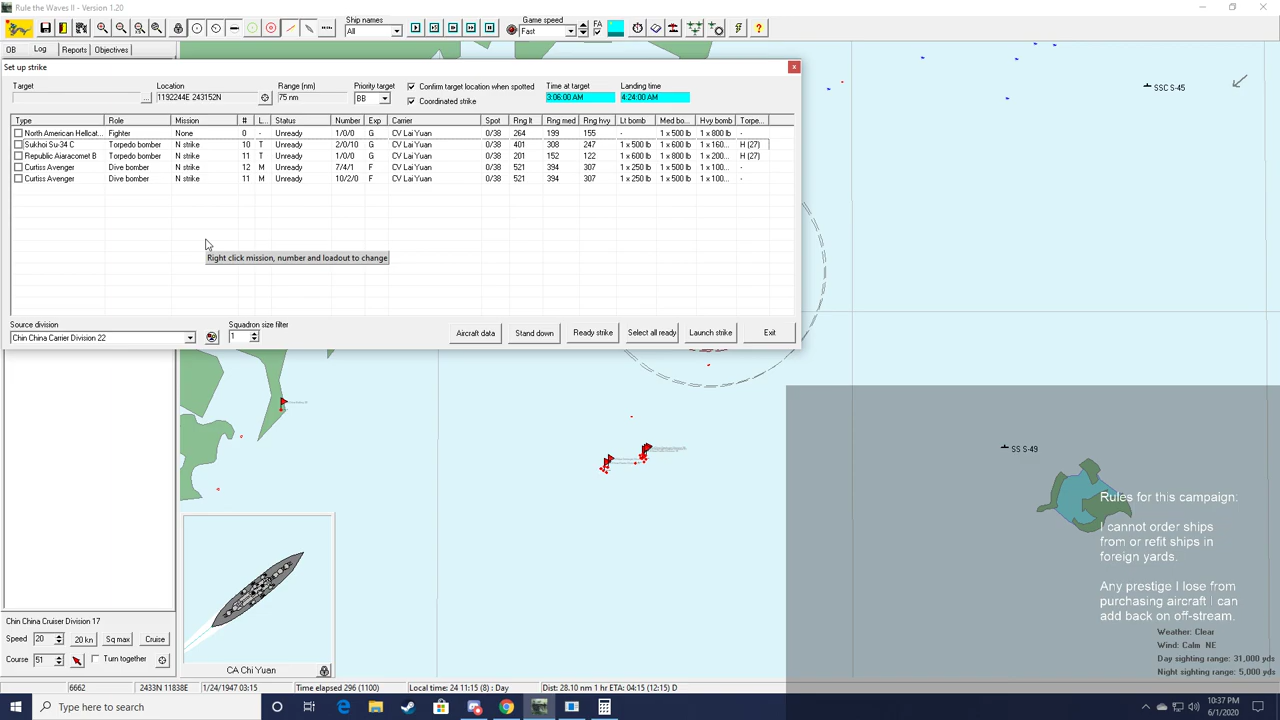 Rule the Waves II - Version 1.20
Ship names
All
Game speed
Fast
FA
OB Log Reports Objectives
Set up strike
Target Location Range (nm) Priority target Confirm target location when spotted Time at target Landing time
1192244E 243152N 75 nm BB Coordinated strike 3:06:00 AM 4:24:00 AM
Type Role Mission # L... Status Number Exp Carrier Spot Rng lt Rng med Rng hvy Lt bomb Med bo... Hvy bomb Torpe...
North American Hellcat... Fighter None 0 - Unready 1/0/0 G CV Lai Yuan 0/38 264 199 155 - 1 x 500 lb 1 x 800 lb -
Sukhoi Su-34 C Torpedo bomber N strike 10 T Unready 2/0/10 G CV Lai Yuan 0/38 401 308 247 1 x 500 lb 1 x 600 lb 1 x 160... H (27)
Republic Aiaracomet B Torpedo bomber N strike 11 T Unready 1/0/0 G CV Lai Yuan 0/38 201 152 122 1 x 600 lb 1 x 800 lb 1 x 200... H (27)
Curtiss Avenger Dive bomber N strike 12 M Unready 7/4/1 F CV Lai Yuan 0/38 521 394 307 1 x 250 lb 1 x 500 lb 1 x 100... -
Curtiss Avenger Dive bomber N strike 11 M Unready 10/2/0 F CV Lai Yuan 0/38 521 394 307 1 x 250 lb 1 x 500 lb 1 x 100... -
Right click mission, number and loadout to change
Source division Squadron size filter
Chin China Carrier Division 22 1
Aircraft data Stand down Ready strike Select all ready Launch strike Exit
SSC S-45
SS S-49
Rules for this campaign:
I cannot order ships
from or refit ships in
foreign yards.
Any prestige I lose from
purchasing aircraft I can
add back on off-stream.
Weather: Clear
Wind: Calm NE
Day sighting range: 31,000 yds
Night sighting range: 5,000 yds
Chin China Cruiser Division 17
Speed 20 20 kn Sq max Cruise
Course 51 Turn together
CA Chi Yuan
6662 2433N 11838E 1/24/1947 03:15 Time elapsed 296 (1100) Local time: 24 11:15 (8) : Day Dist: 28.10 nm 1 hr ETA: 04:15 (12:15) D
Type here to search
10:37 PM
6/1/2020